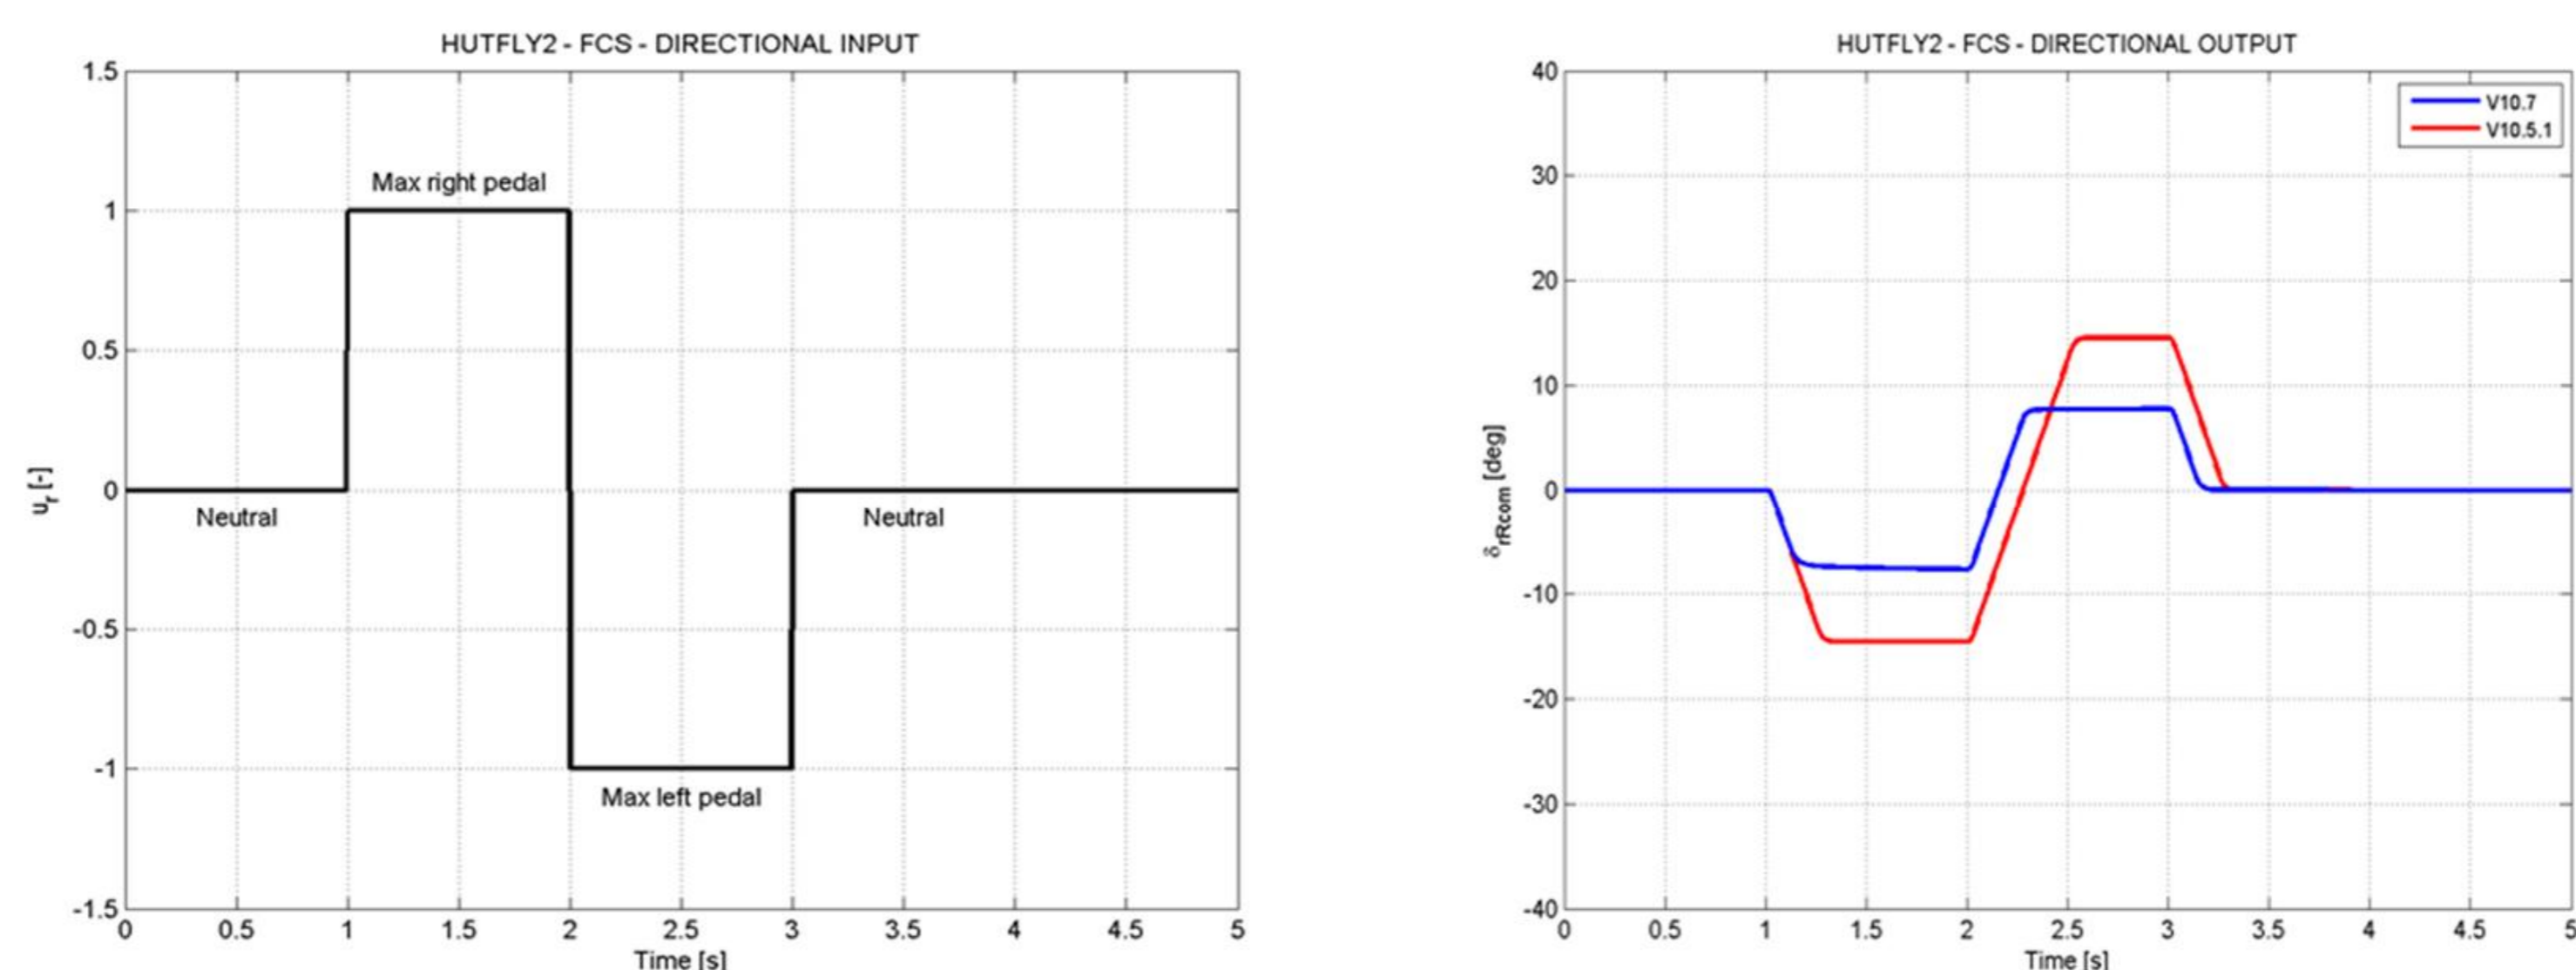 HUTFLY2 - FCS - DIRECTIONAL INPUT
1.5
1
0.5
0
-0.5
-1
-1.5
u_r [-]
Max right pedal
Neutral
Neutral
Max left pedal
0 0.5 1 1.5 2 2.5 3 3.5 4 4.5 5
Time [s]
HUTFLY2 - FCS - DIRECTIONAL OUTPUT
40
30
20
10
0
-10
-20
-30
-40
δ_rRcom [deg]
V10.7
V10.5.1
0 0.5 1 1.5 2 2.5 3 3.5 4 4.5 5
Time [s]